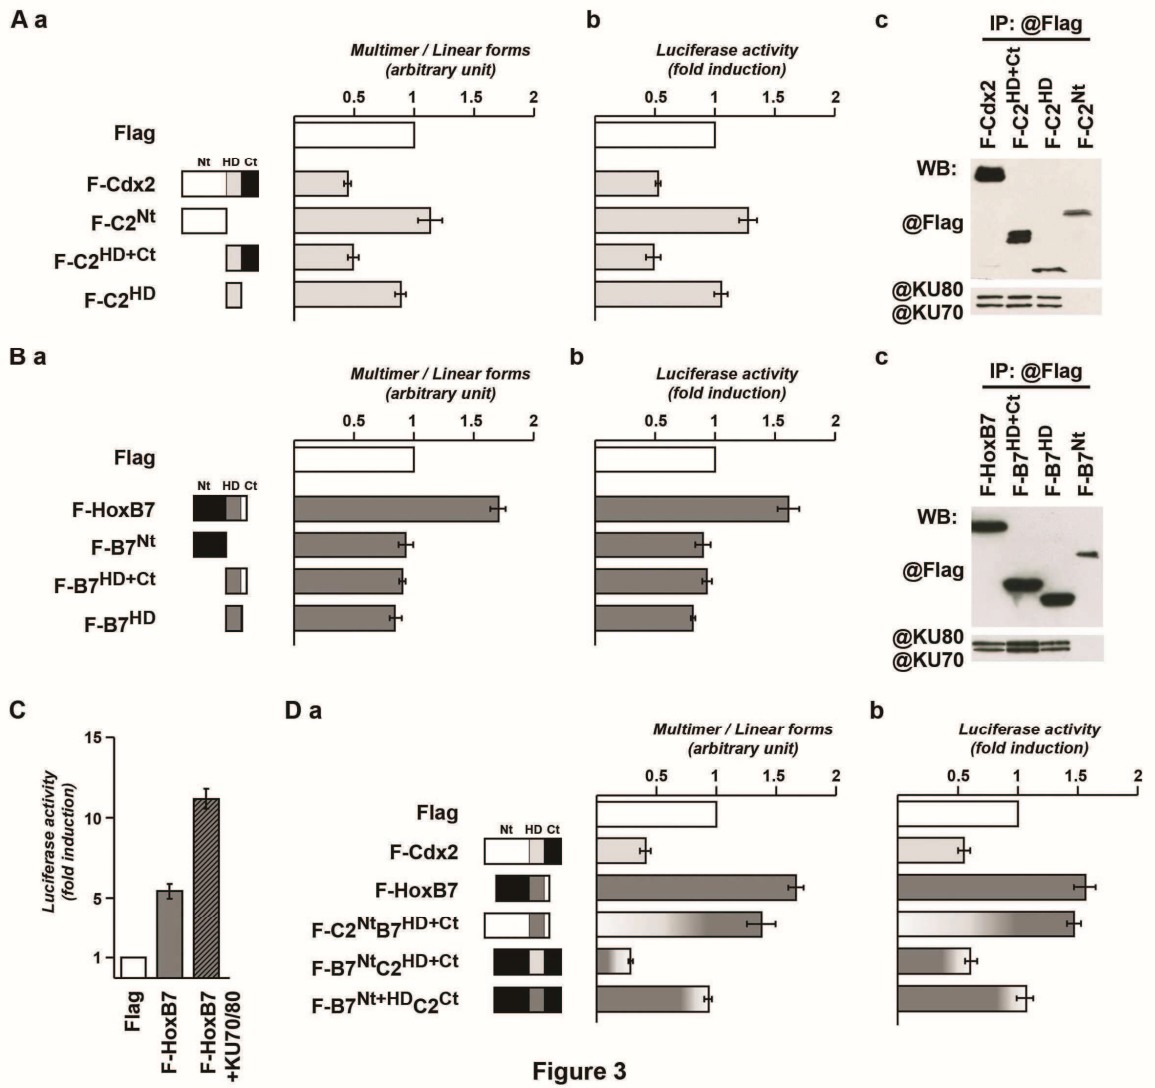 A a
Multimer / Linear forms
(arbitrary unit)
0.5 1 1.5 2
Flag
Nt HD Ct
F-Cdx2
F-C2Nt
F-C2HD+Ct
F-C2HD
b
Luciferase activity
(fold induction)
0.5 1 1.5 2
c
IP: @Flag
F-Cdx2
F-C2HD+Ct
F-C2HD
F-C2Nt
WB:
@Flag
@KU80
@KU70
B a
Multimer / Linear forms
(arbitrary unit)
0.5 1 1.5 2
Flag
Nt HD Ct
F-HoxB7
F-B7Nt
F-B7HD+Ct
F-B7HD
b
Luciferase activity
(fold induction)
0.5 1 1.5 2
c
IP: @Flag
F-HoxB7
F-B7HD+Ct
F-B7HD
F-B7Nt
WB:
@Flag
@KU80
@KU70
C
Luciferase activity
(fold induction)
15
10
5
1
Flag
F-HoxB7
F-HoxB7
+KU70/80
D a
Multimer / Linear forms
(arbitrary unit)
0.5 1 1.5 2
Flag
Nt HD Ct
F-Cdx2
F-HoxB7
F-C2NtB7HD+Ct
F-B7NtC2HD+Ct
F-B7Nt+HDC2Ct
b
Luciferase activity
(fold induction)
0.5 1 1.5 2
Figure 3